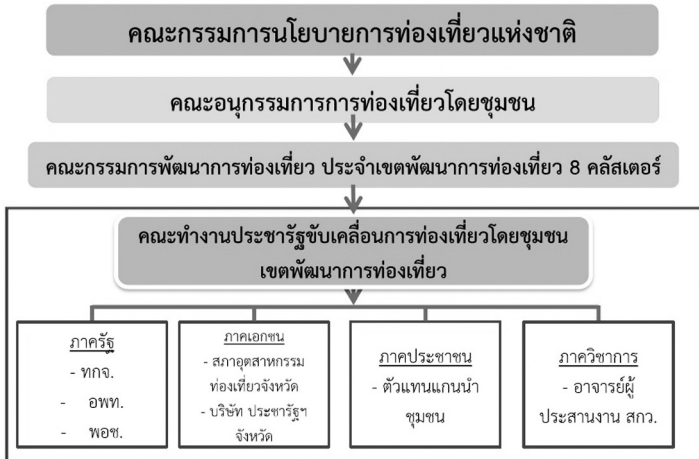 คณะกรรมการนโยบายการท่องเที่ยวแห่งชาติ
คณะอนุกรรมการการท่องเที่ยวโดยชุมชน
คณะกรรมการพัฒนาการท่องเที่ยว ประจำเขตพัฒนาการท่องเที่ยว 8 คลัสเตอร์
คณะทำงานประชารัฐขับเคลื่อนการท่องเที่ยวโดยชุมชน
เขตพัฒนาการท่องเที่ยว
ภาครัฐ
- ทกจ.
- อพท.
- พอช.
ภาคเอกชน
- สภาอุตสาหกรรม
ท่องเที่ยวจังหวัด
- บริษัท ประชารัฐฯ
จังหวัด
ภาคประชาชน
- ตัวแทนแกนนำ
ชุมชน
ภาควิชาการ
- อาจารย์ผู้
ประสานงาน สกว.